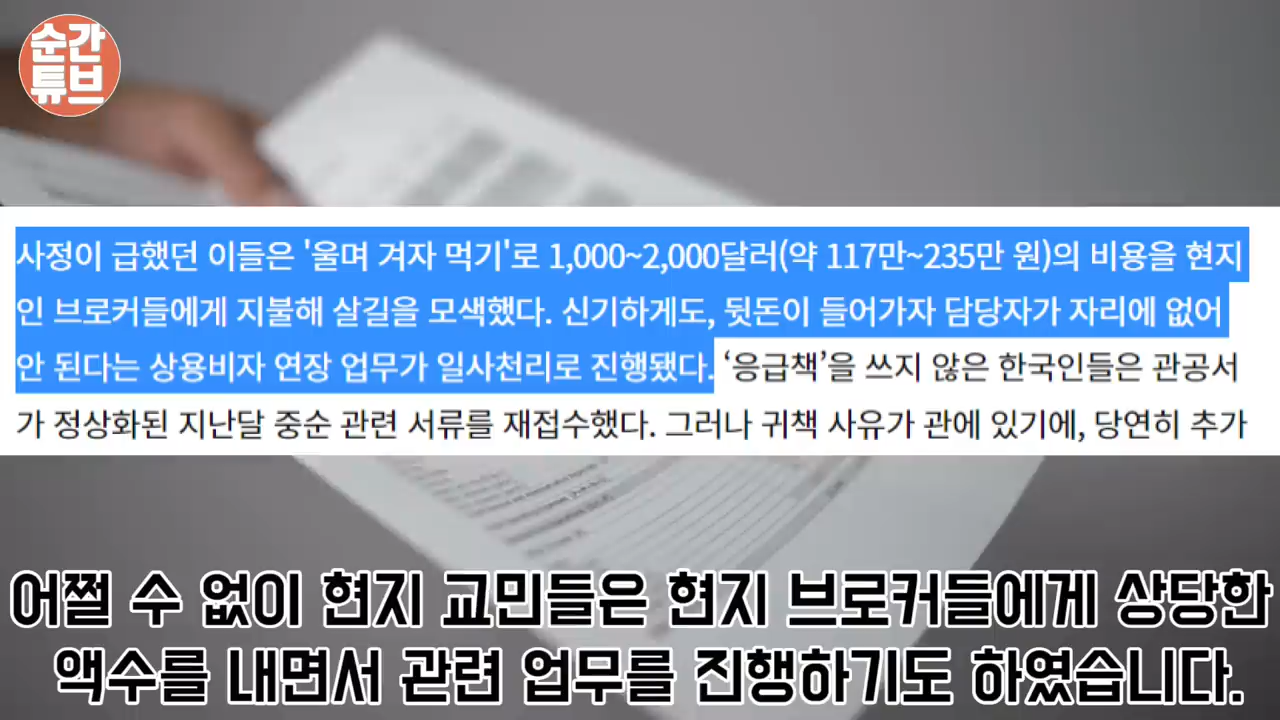 순간
튜브
사정이 급했던 이들은 '울며 겨자 먹기'로 1,000~2,000달러(약 117만~235만 원)의 비용을 현지
인 브로커들에게 지불해 살길을 모색했다. 신기하게도, 뒷돈이 들어가자 담당자가 자리에 없어
안 된다는 상용비자 연장 업무가 일사천리로 진행됐다. ‘응급책’을 쓰지 않은 한국인들은 관공서
가 정상화된 지난달 중순 관련 서류를 재접수했다. 그러나 귀책 사유가 관에 있기에, 당연히 추가
어쩔 수 없이 현지 교민들은 현지 브로커들에게 상당한
액수를 내면서 관련 업무를 진행하기도 하였습니다.